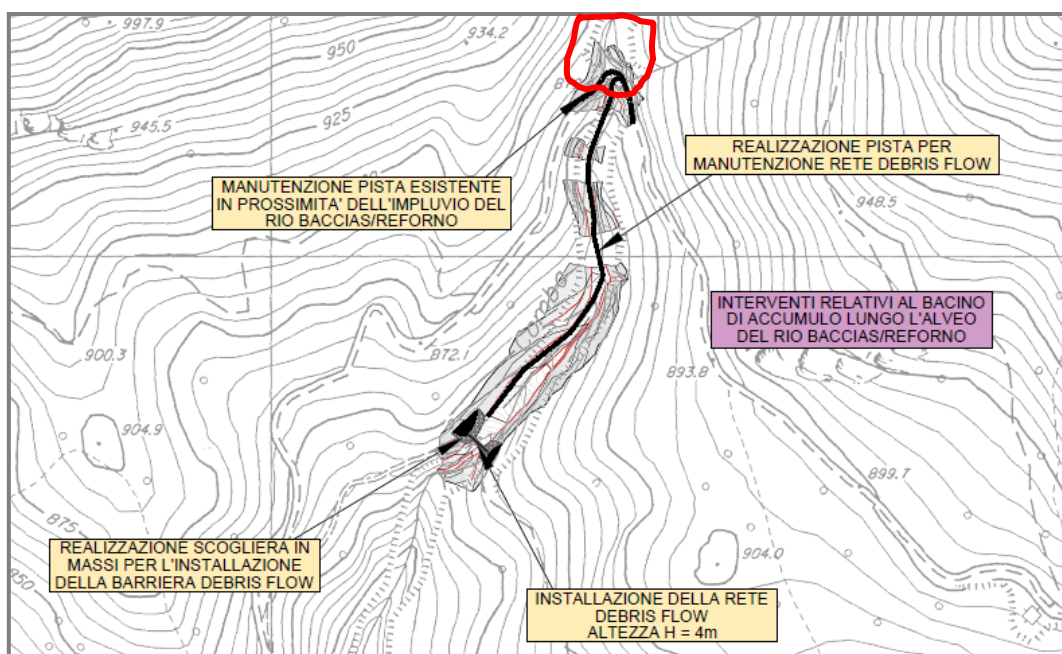 997.9
950
934.2
925
945.5
8
REALIZZAZIONE PISTA PER
MANUTENZIONE RETE DEBRIS FLOW
MANUTENZIONE PISTA ESISTENTE
IN PROSSIMITA' DELL'IMPLUVIO DEL
RIO BACCIAS/REFORNO
948.5
INTERVENTI RELATIVI AL BACINO
DI ACCUMULO LUNGO L'ALVEO
DEL RIO BACCIAS/REFORNO
900.3
872.1
893.8
904.9
899.7
875
850
904.0
REALIZZAZIONE SCOGLIERA IN
MASSI PER L'INSTALLAZIONE
DELLA BARRIERA DEBRIS FLOW
INSTALLAZIONE DELLA RETE
DEBRIS FLOW
ALTEZZA H = 4m